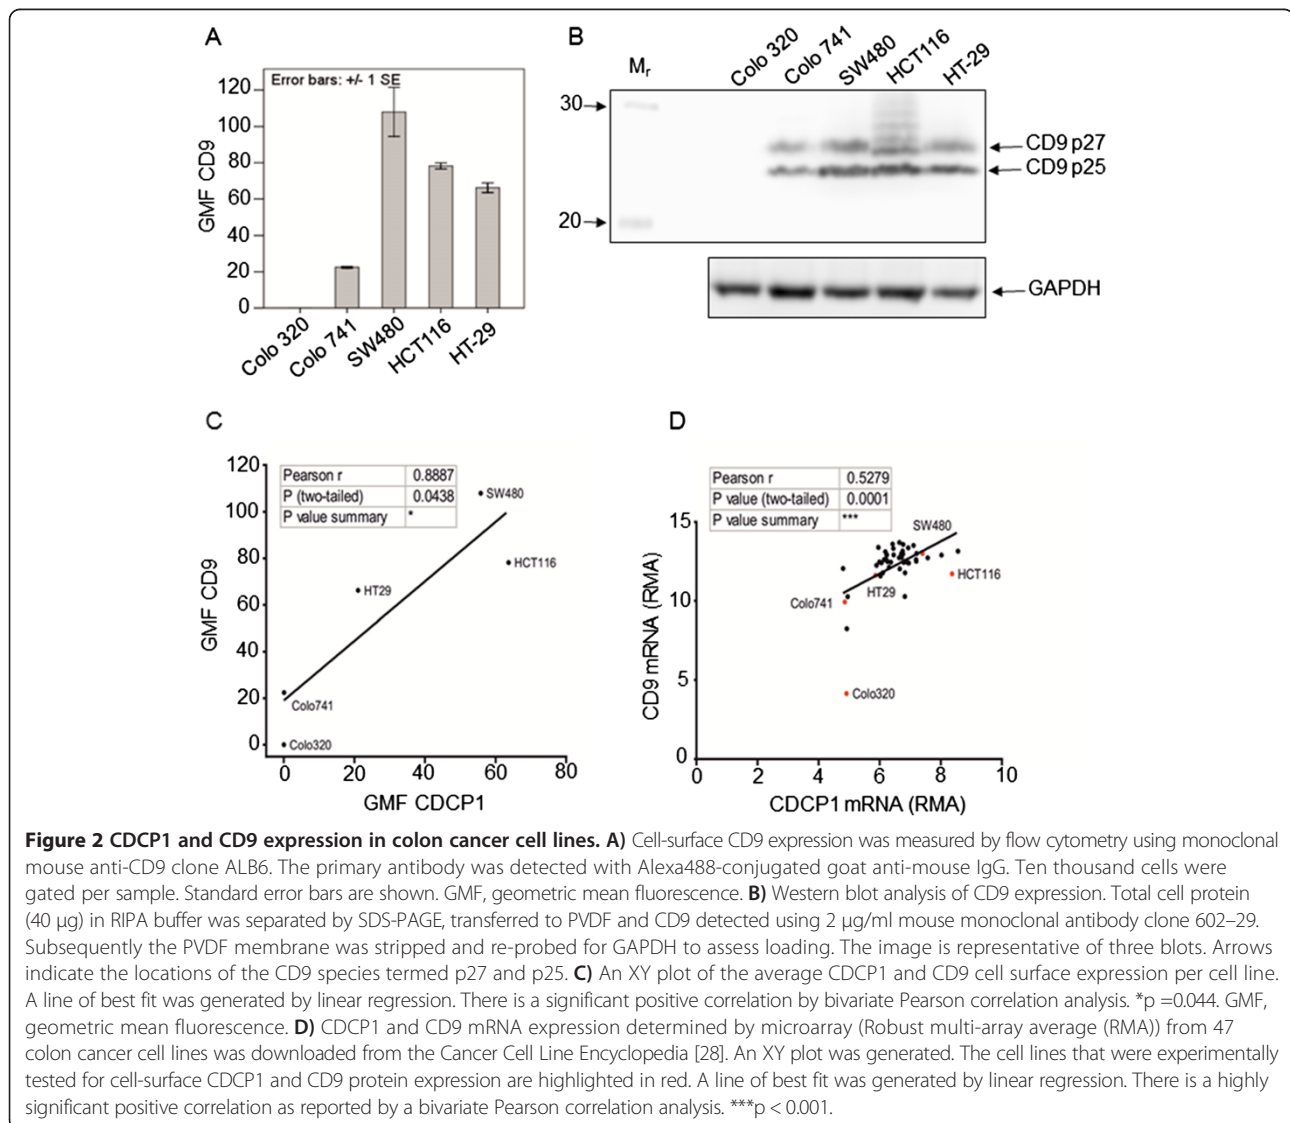 A
Error bars: +/- 1 SE
GMF CD9
120
100
80
60
40
20
0
Colo 320
Colo 741
SW480
HCT116
HT-29
B
Mr
Colo 320
Colo 741
SW480
HCT116
HT-29
30
20
CD9 p27
CD9 p25
GAPDH
C
Pearson r 0.8887
P (two-tailed) 0.0438
P value summary *
GMF CD9
120
100
80
60
40
20
0
SW480
HCT116
HT29
Colo741
Colo320
0 20 40 60 80
GMF CDCP1
D
Pearson r 0.5279
P value (two-tailed) 0.0001
P value summary ***
CD9 mRNA (RMA)
15
10
5
0
SW480
HCT116
HT29
Colo741
Colo320
0 2 4 6 8 10
CDCP1 mRNA (RMA)
Figure 2 CDCP1 and CD9 expression in colon cancer cell lines. A) Cell-surface CD9 expression was measured by flow cytometry using monoclonal
mouse anti-CD9 clone ALB6. The primary antibody was detected with Alexa488-conjugated goat anti-mouse IgG. Ten thousand cells were
gated per sample. Standard error bars are shown. GMF, geometric mean fluorescence. B) Western blot analysis of CD9 expression. Total cell protein
(40 μg) in RIPA buffer was separated by SDS-PAGE, transferred to PVDF and CD9 detected using 2 μg/ml mouse monoclonal antibody clone 602–29.
Subsequently the PVDF membrane was stripped and re-probed for GAPDH to assess loading. The image is representative of three blots. Arrows
indicate the locations of the CD9 species termed p27 and p25. C) An XY plot of the average CDCP1 and CD9 cell surface expression per cell line.
A line of best fit was generated by linear regression. There is a significant positive correlation by bivariate Pearson correlation analysis. *p =0.044. GMF,
geometric mean fluorescence. D) CDCP1 and CD9 mRNA expression determined by microarray (Robust multi-array average (RMA)) from 47
colon cancer cell lines was downloaded from the Cancer Cell Line Encyclopedia [28]. An XY plot was generated. The cell lines that were experimentally
tested for cell-surface CDCP1 and CD9 protein expression are highlighted in red. A line of best fit was generated by linear regression. There is a highly
significant positive correlation as reported by a bivariate Pearson correlation analysis. ***p < 0.001.